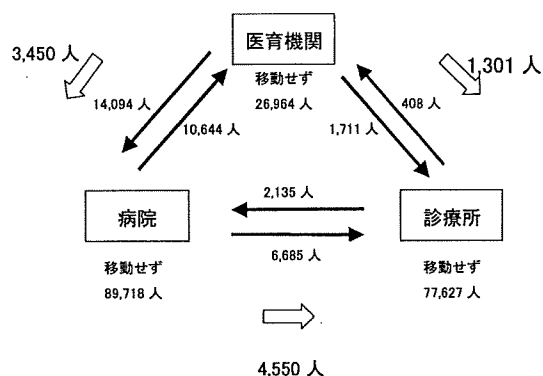 医育機関
移動せず
26,964 人
3,450 人
1,301 人
14,094 人
10,644 人
408 人
1,711 人
2,135 人
6,685 人
病院
移動せず
89,718 人
診療所
移動せず
77,627 人
4,550 人